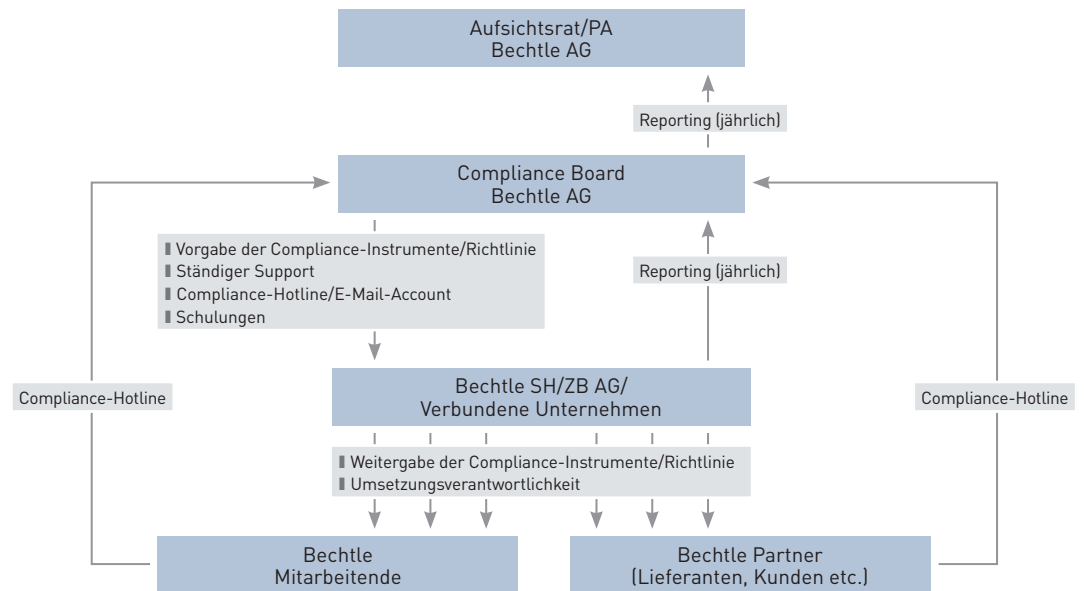 Aufsichtsrat/PA
Bechtle AG
Reporting (jährlich)
Compliance Board
Bechtle AG
▮ Vorgabe der Compliance-Instrumente/Richtlinie
▮ Ständiger Support
▮ Compliance-Hotline/E-Mail-Account
▮ Schulungen
Reporting (jährlich)
Compliance-Hotline
Bechtle SH/ZB AG/
Verbundene Unternehmen
Compliance-Hotline
▮ Weitergabe der Compliance-Instrumente/Richtlinie
▮ Umsetzungsverantwortlichkeit
Bechtle
Mitarbeitende
Bechtle Partner
(Lieferanten, Kunden etc.)